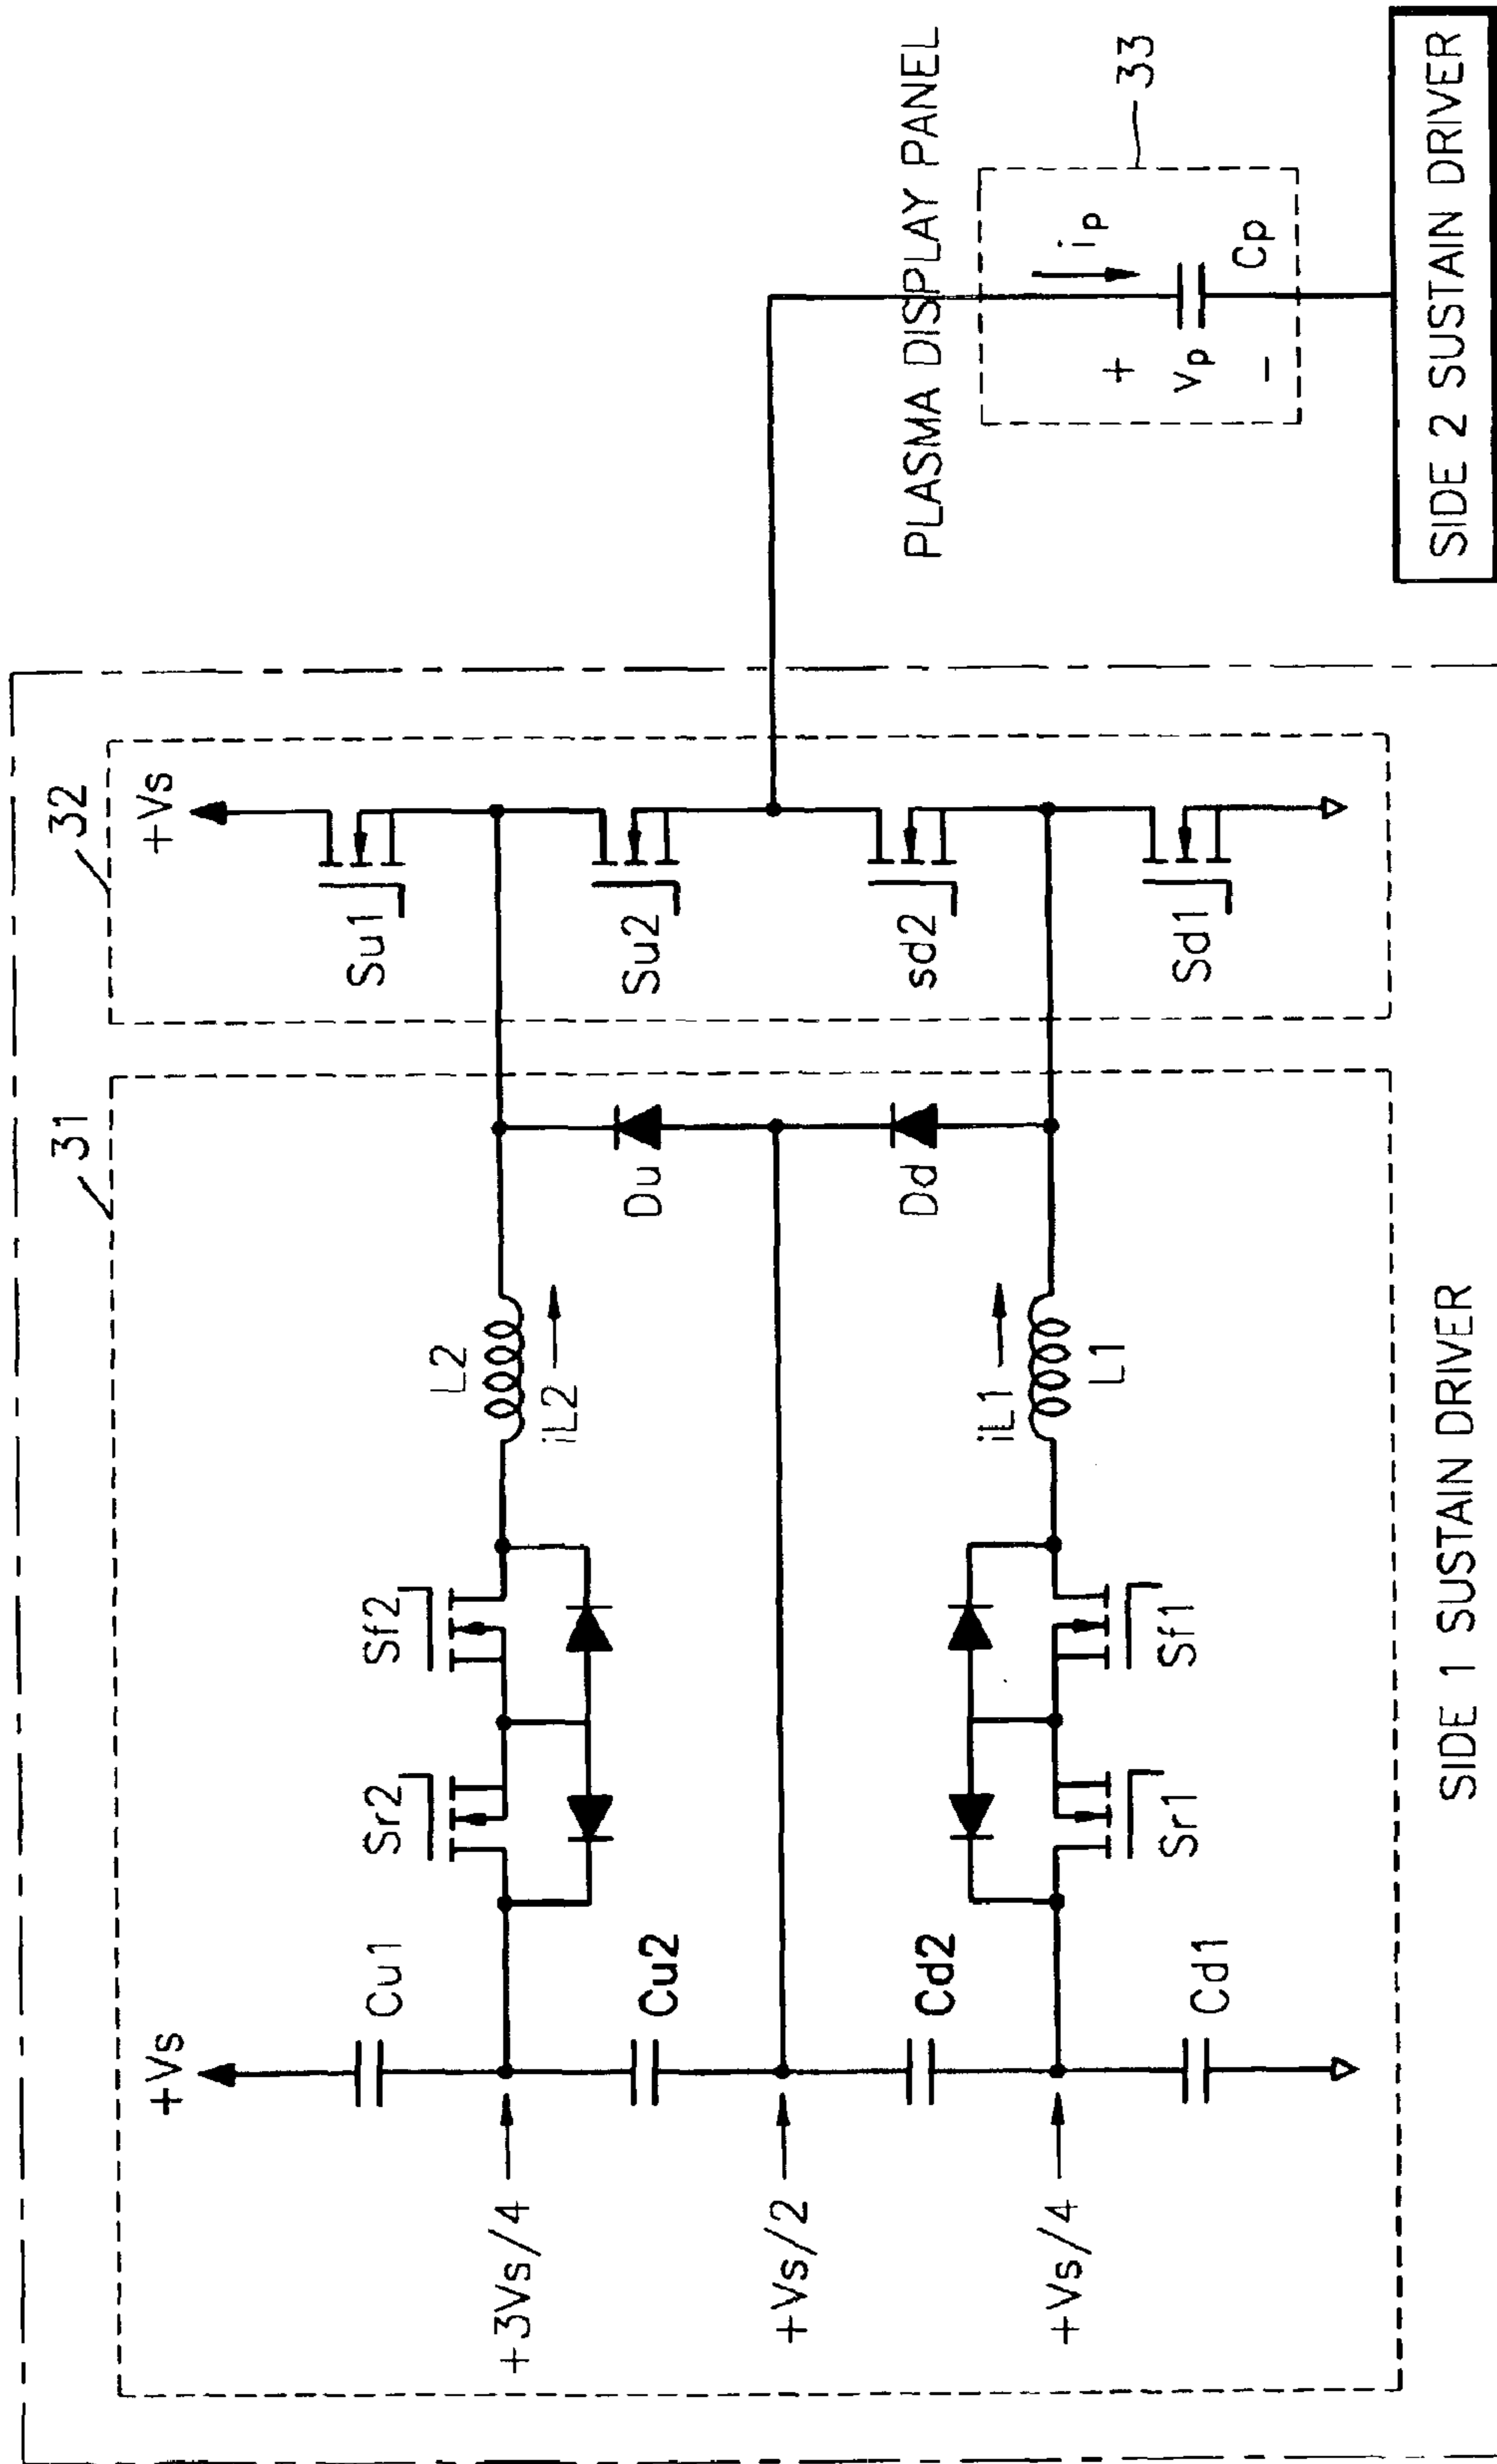 31
32
+Vs
+Vs
Cu1
Sr2
Sf2
L2
iL2
Su1
+3Vs/4
Cu2
Du
Su2
+Vs/2
Cd2
Dd
sd2
+Vs/4
Cd1
Sr1
Sf1
iL1
L1
Sd1
SIDE 1 SUSTAIN DRIVER
PLASMA DISPLAY PANEL
33
ip
+
Vp
-
Cp
SIDE 2 SUSTAIN DRIVER